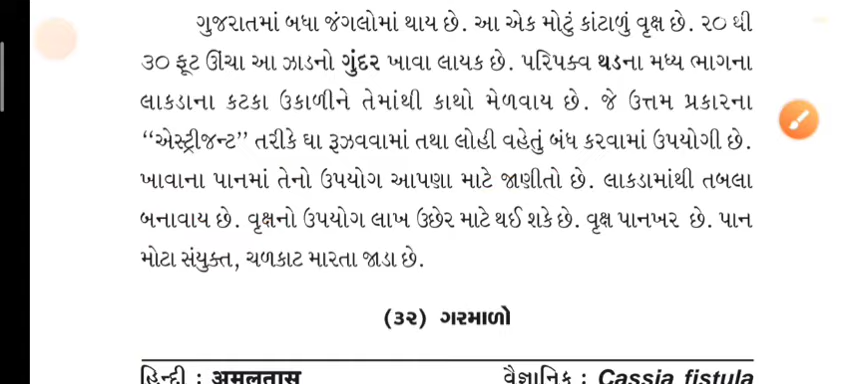 ગુજરાતમાં બધા જંગલોમાં થાય છે. આ એક મોટું કાંટાળું વૃક્ષ છે. ૨૦ થી
૩૦ ફૂટ ઊંચા આ ઝાડનો ગુંદર ખાવા લાયક છે. પરિપક્વ થડના મધ્ય ભાગના
લાકડાના કટકા ઉકાળીને તેમાંથી કાથો મેળવાય છે. જે ઉત્તમ પ્રકારના
“એસ્ટ્રીજન્ટ” તરીકે ઘા રૂઝવવામાં તથા લોહી વહેતું બંધ કરવામાં ઉપયોગી છે.
ખાવાના પાનમાં તેનો ઉપયોગ આપણા માટે જાણીતો છે. લાકડામાંથી તબલા
બનાવાય છે. વૃક્ષનો ઉપયોગ લાખ ઉછેર માટે થઈ શકે છે. વૃક્ષ પાનખર છે. પાન
મોટા સંયુક્ત, ચળકાટ મારતા જાડા છે.
(૩૨) ગરમાળો
હિન્દી : અમલતાસ વૈજ્ઞાનિક : Cassia fistula